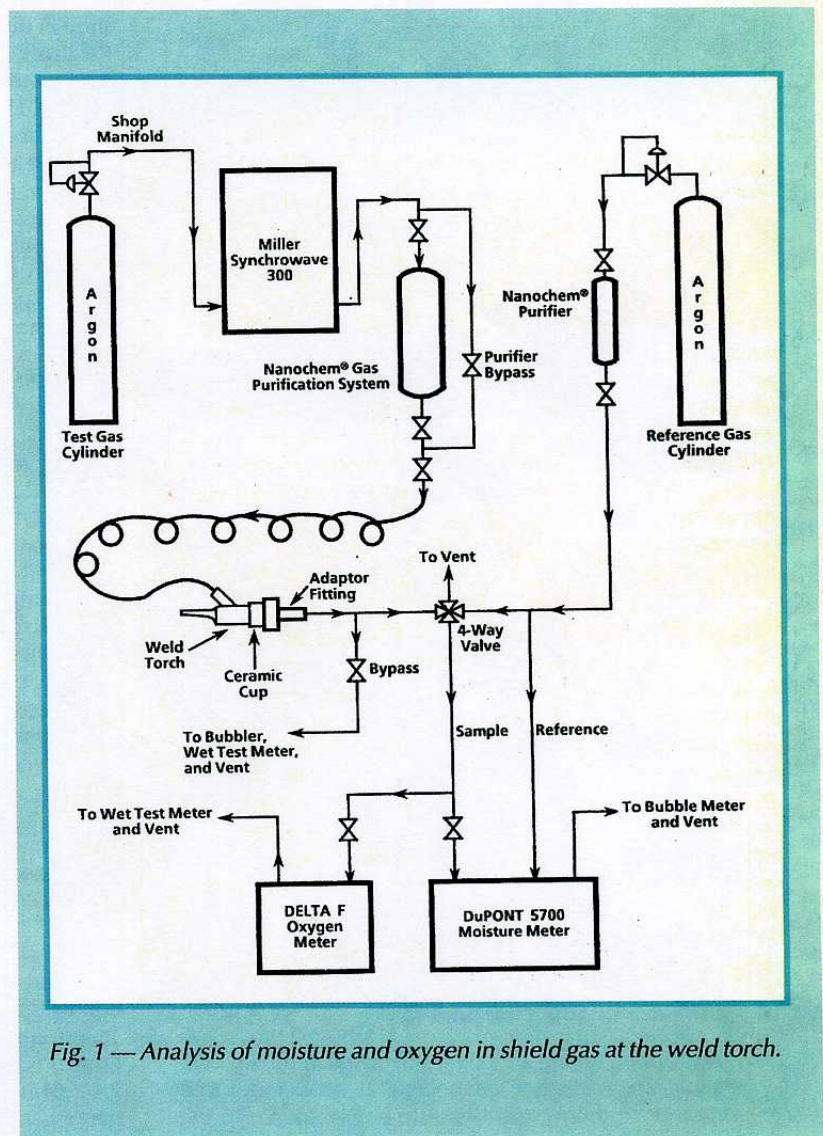 Shop
Manifold
Miller
Synchrowave
300
Argon
Nanochem® Gas
Purification System
Purifier
Bypass
Nanochem®
Purifier
Argon
Test Gas
Cylinder
Reference Gas
Cylinder
To Vent
Adaptor
Fitting
4-Way
Valve
Weld
Torch
Ceramic
Cup
Bypass
To Bubbler,
Wet Test Meter,
and Vent
Sample
Reference
To Wet Test Meter
and Vent
To Bubble Meter
and Vent
DELTA F
Oxygen
Meter
DuPONT 5700
Moisture Meter
Fig. 1 — Analysis of moisture and oxygen in shield gas at the weld torch.